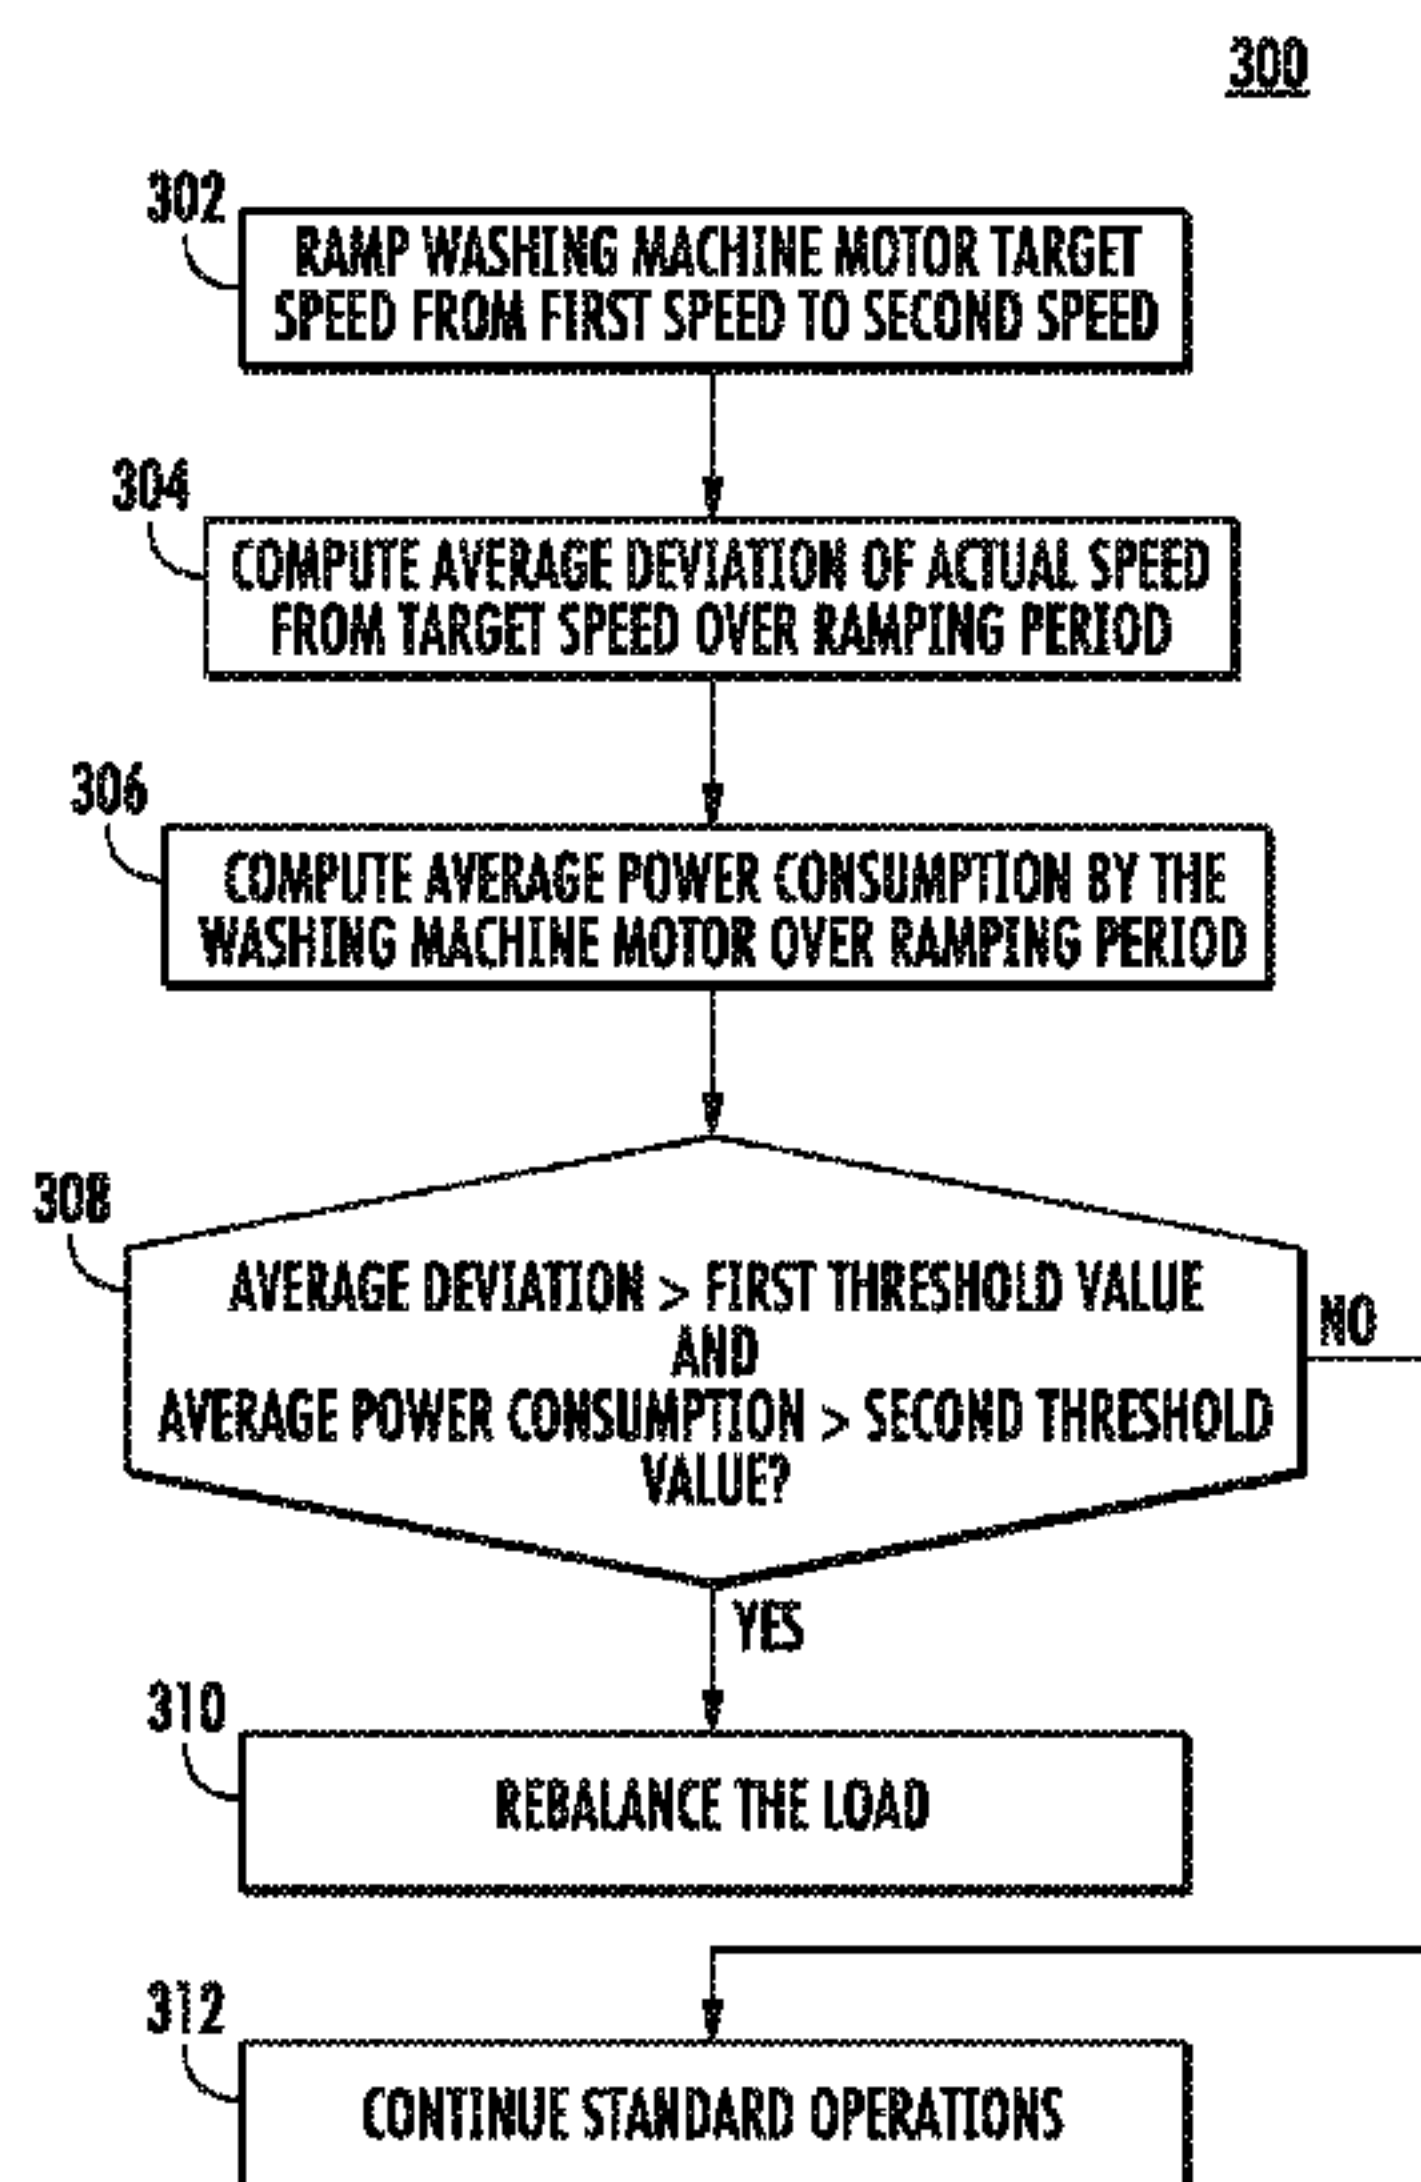 300
302
RAMP WASHING MACHINE MOTOR TARGET
SPEED FROM FIRST SPEED TO SECOND SPEED
304
COMPUTE AVERAGE DEVIATION OF ACTUAL SPEED
FROM TARGET SPEED OVER RAMPING PERIOD
306
COMPUTE AVERAGE POWER CONSUMPTION BY THE
WASHING MACHINE MOTOR OVER RAMPING PERIOD
308
AVERAGE DEVIATION > FIRST THRESHOLD VALUE
AND
AVERAGE POWER CONSUMPTION > SECOND THRESHOLD
VALUE?
NO
YES
310
REBALANCE THE LOAD
312
CONTINUE STANDARD OPERATIONS